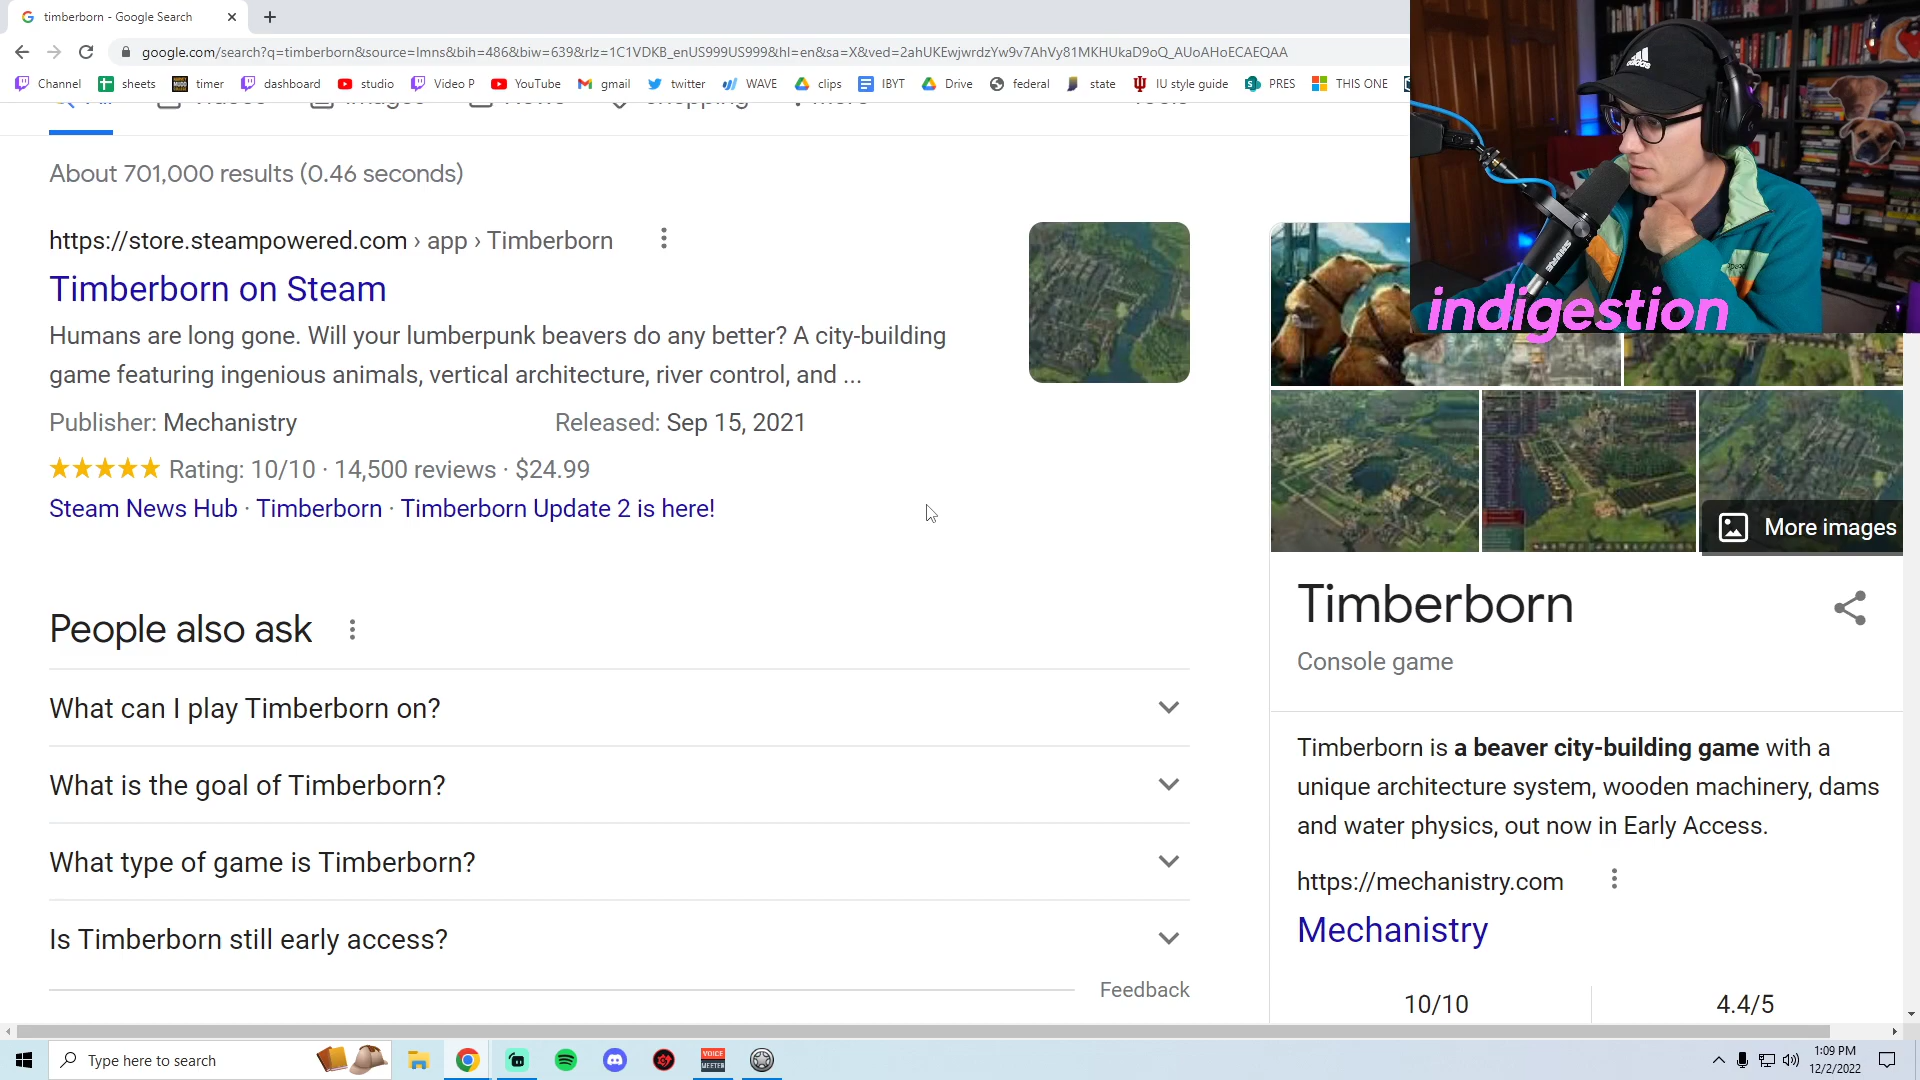 timberborn - Google Search
google.com/search?q=timberborn&source=lmns&bih=486&biw=639&rlz=1C1VDKB_enUS999US999&hl=en&sa=X&ved=2ahUKEwjwrdzYw9v7AhVy81MKHUkaD9oQ_AUoAHoECAEQAA
Channel sheets timer dashboard studio Video P YouTube gmail twitter WAVE clips IBYT Drive federal state IU style guide PRES THIS ONE
About 701,000 results (0.46 seconds)
https://store.steampowered.com › app › Timberborn
Timberborn on Steam
Humans are long gone. Will your lumberpunk beavers do any better? A city-building
game featuring ingenious animals, vertical architecture, river control, and ...
Publisher: Mechanistry Released: Sep 15, 2021
Rating: 10/10 · 14,500 reviews · $24.99
Steam News Hub · Timberborn · Timberborn Update 2 is here!
People also ask
What can I play Timberborn on?
What is the goal of Timberborn?
What type of game is Timberborn?
Is Timberborn still early access?
Feedback
adidas
SHURE
indigestion
More images
Timberborn
Console game
Timberborn is a beaver city-building game with a
unique architecture system, wooden machinery, dams
and water physics, out now in Early Access.
https://mechanistry.com
Mechanistry
10/10 4.4/5
Type here to search
VOICE
MEETER
1:09 PM
12/2/2022